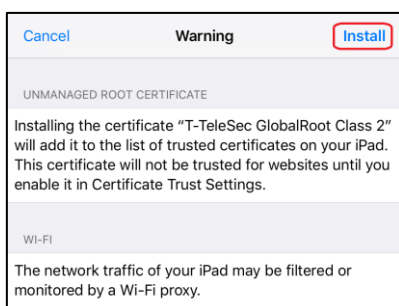 Cancel Warning Install
UNMANAGED ROOT CERTIFICATE
Installing the certificate “T-TeleSec GlobalRoot Class 2”
will add it to the list of trusted certificates on your iPad.
This certificate will not be trusted for websites until you
enable it in Certificate Trust Settings.
WI-FI
The network traffic of your iPad may be filtered or
monitored by a Wi-Fi proxy.